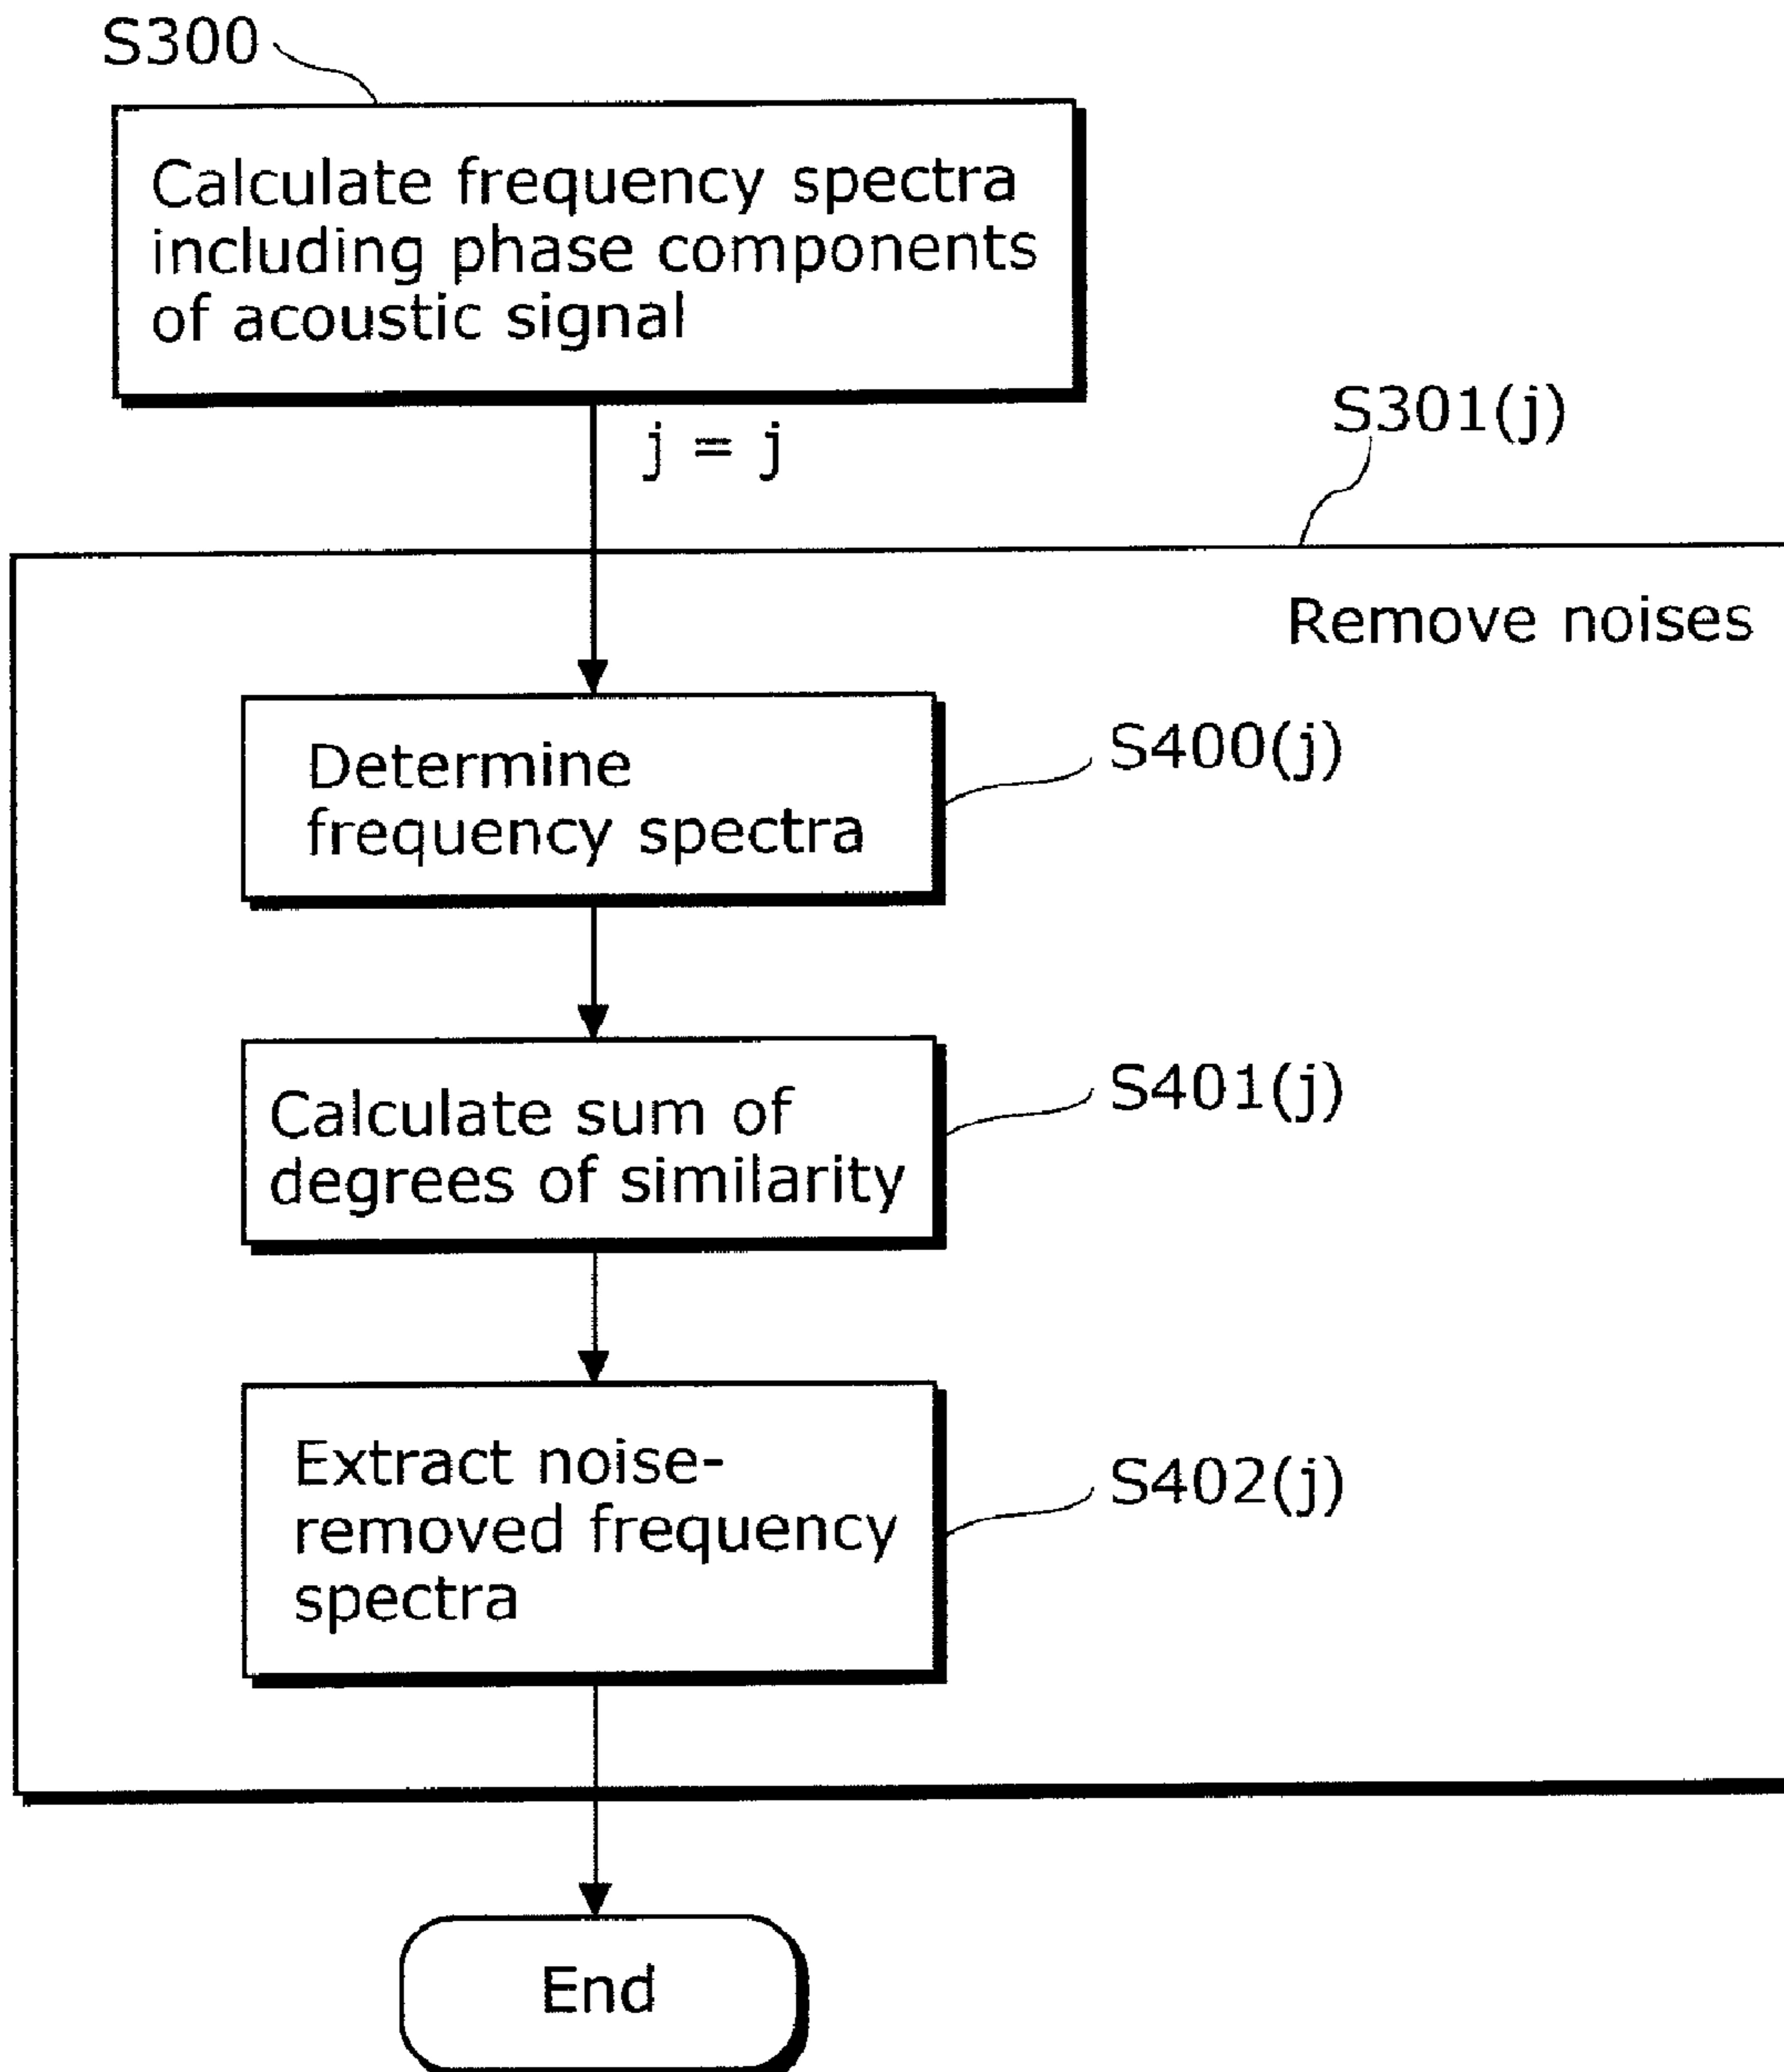 S300
Calculate frequency spectra
including phase components
of acoustic signal
j = j
S301(j)
Remove noises
Determine
frequency spectra
S400(j)
Calculate sum of
degrees of similarity
S401(j)
Extract noise-
removed frequency
spectra
S402(j)
End